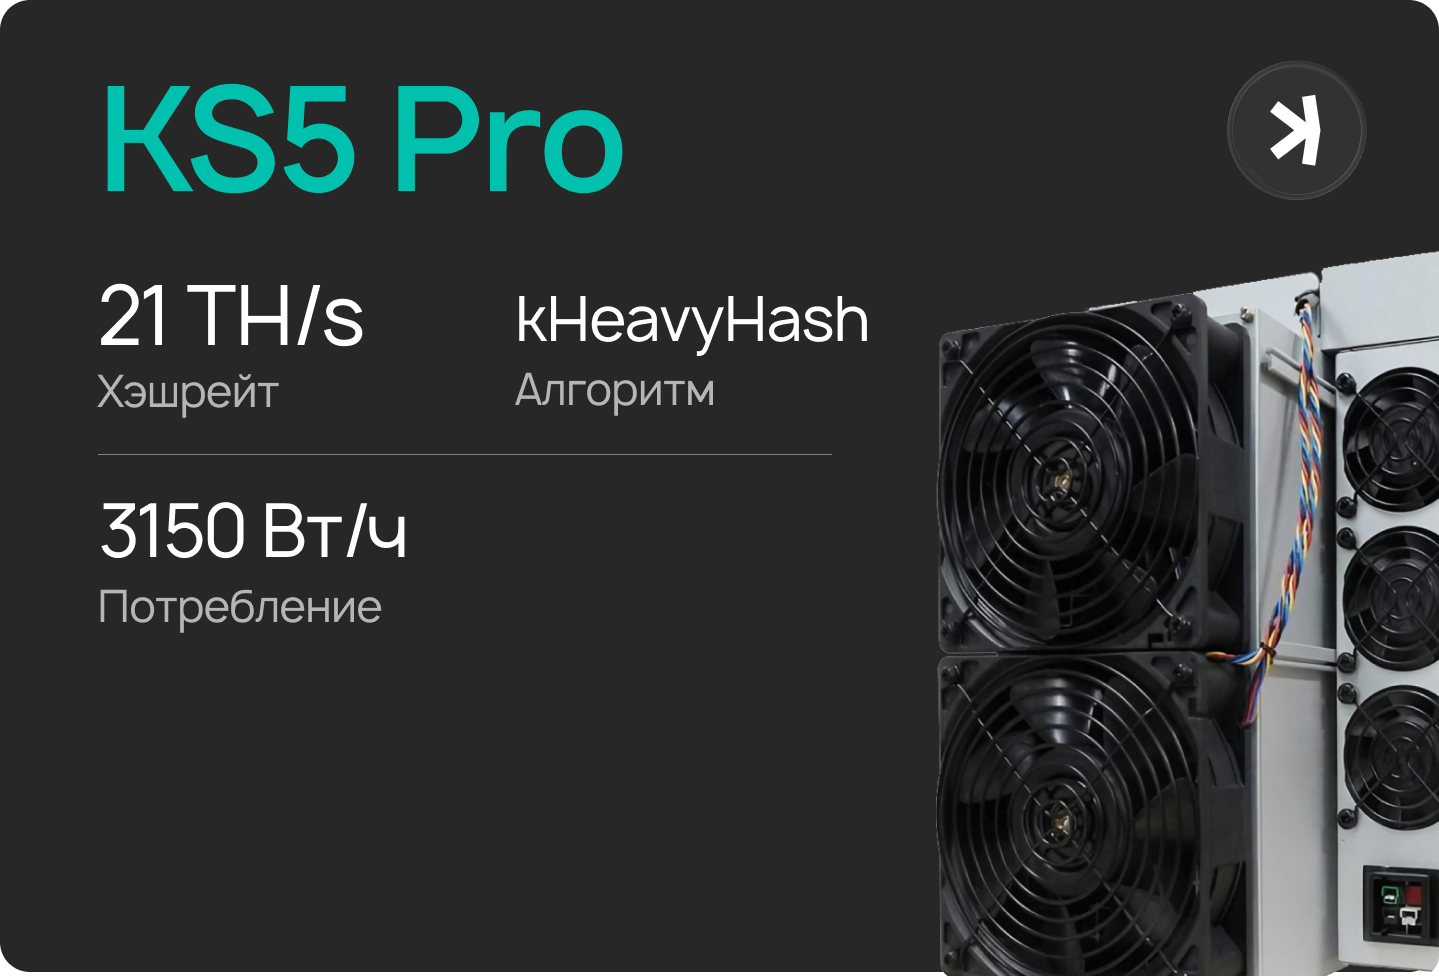 KS5 Pro
21 TH/s
kHeavyHash
Хэшрейт
Алгоритм
3150 Вт/ч
Потребление